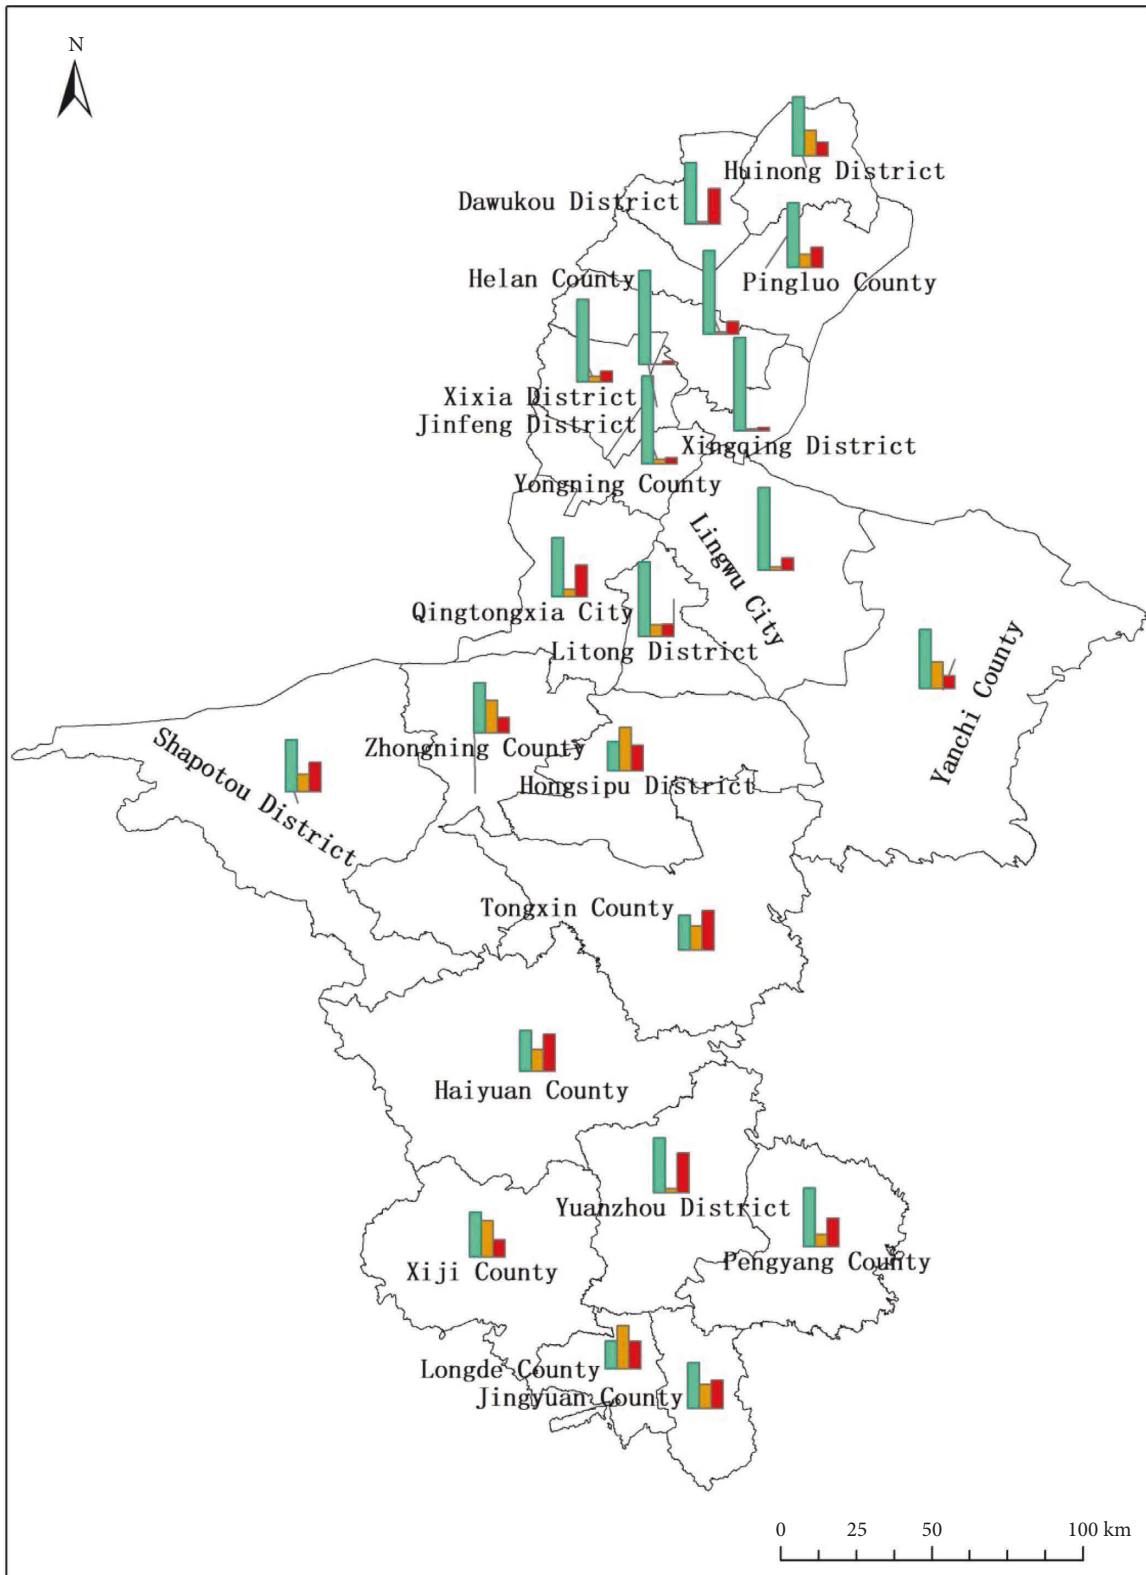 N
Huinong District
Dawukou District
Helan County
Pingluo County
Xixia District
Jinfeng District
Xingqing District
Yongning County
Lingwu City
Qingtongxia City
Litong District
Yanchi County
Shapotou District
Zhongning County
Hongsipu District
Tongxin County
Haiyuan County
Yuanzhou District
Pengyang County
Xiji County
Longde County
Jingyuan County
0 25 50 100 km